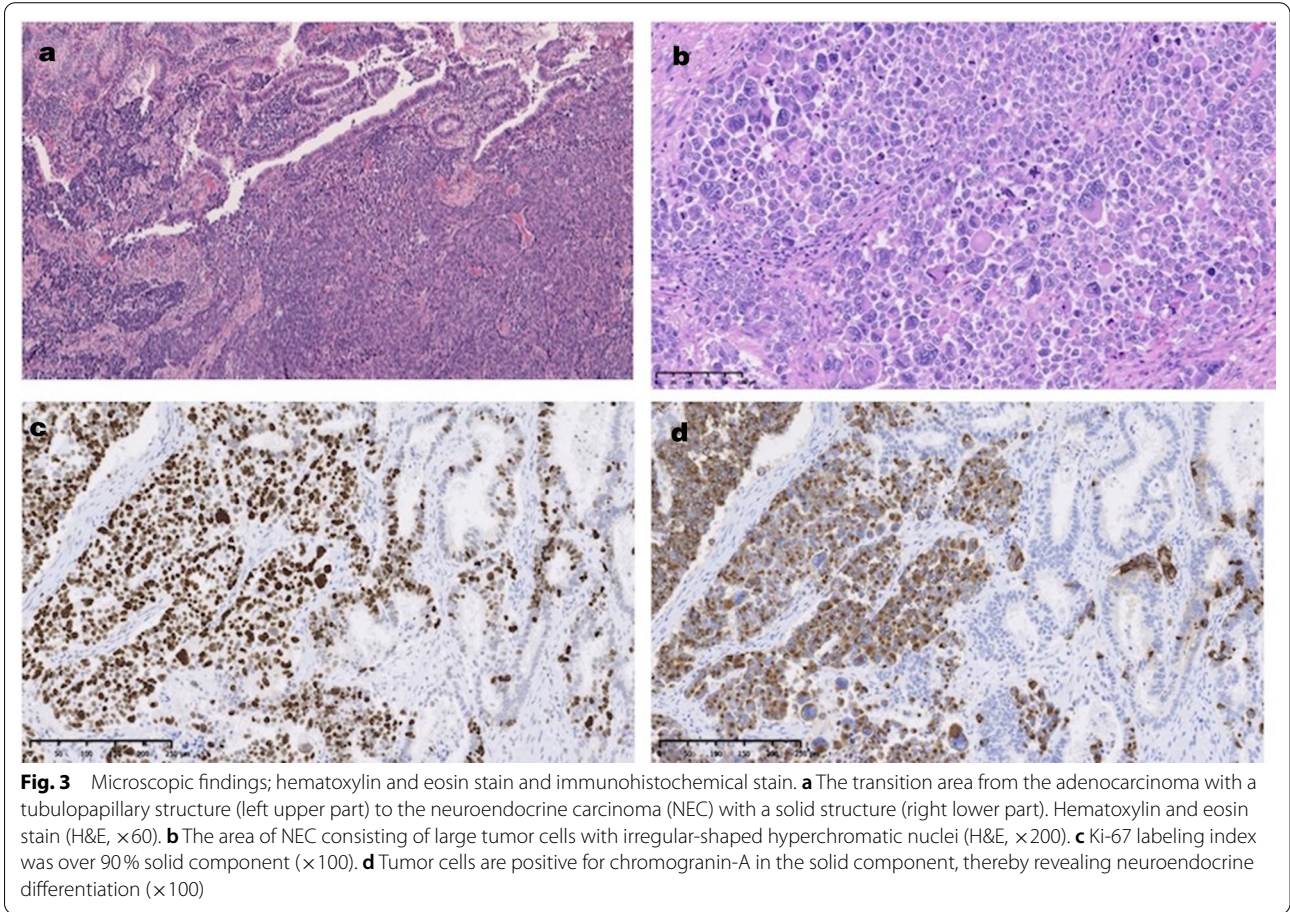 a
b
c
d
50 100 200 250
Fig. 3 Microscopic findings; hematoxylin and eosin stain and immunohistochemical stain. a The transition area from the adenocarcinoma with a
tubulopapillary structure (left upper part) to the neuroendocrine carcinoma (NEC) with a solid structure (right lower part). Hematoxylin and eosin
stain (H&E, ×60). b The area of NEC consisting of large tumor cells with irregular-shaped hyperchromatic nuclei (H&E, ×200). c Ki-67 labeling index
was over 90% solid component (×100). d Tumor cells are positive for chromogranin-A in the solid component, thereby revealing neuroendocrine
differentiation (×100)